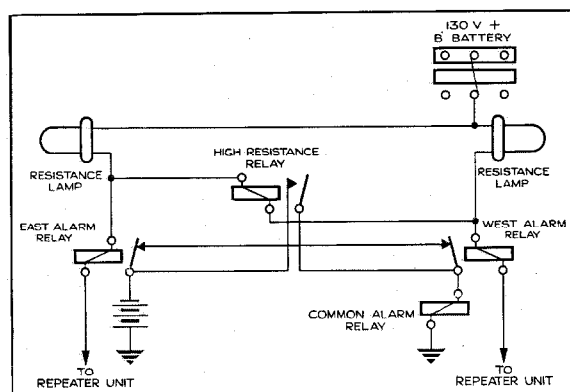 130 V +
B' BATTERY
RESISTANCE
LAMP
HIGH RESISTANCE
RELAY
RESISTANCE
LAMP
EAST ALARM
RELAY
WEST ALARM
RELAY
COMMON ALARM
RELAY
TO
REPEATER UNIT
TO
REPEATER UNIT